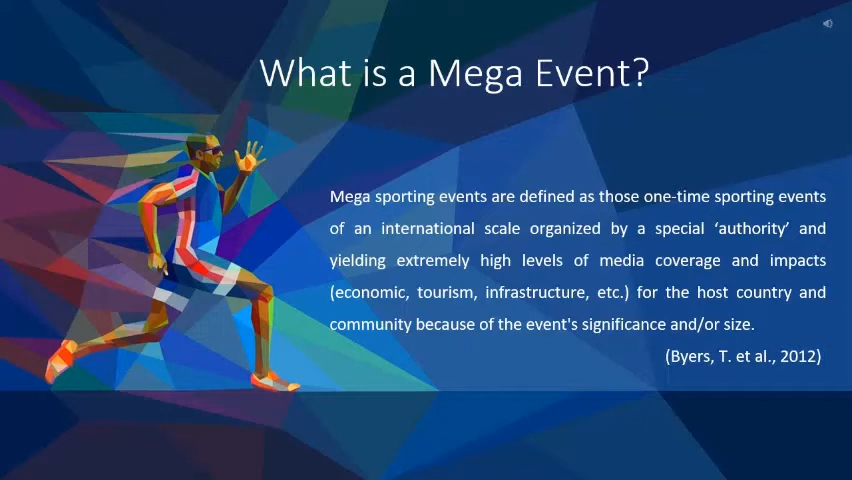 What is a Mega Event?
Mega sporting events are defined as those one-time sporting events
of an international scale organized by a special ‘authority’ and
yielding extremely high levels of media coverage and impacts
(economic, tourism, infrastructure, etc.) for the host country and
community because of the event's significance and/or size.
(Byers, T. et al., 2012)